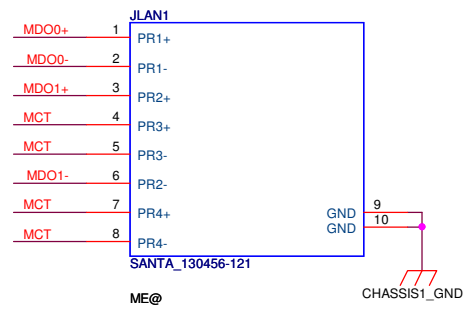 JLAN1
MDO0+ 1 PR1+
MDO0- 2 PR1-
MDO1+ 3 PR2+
MCT 4 PR3+
MCT 5 PR3-
MDO1- 6 PR2-
MCT 7 PR4+ GND 9
MCT 8 PR4- GND 10
SANTA_130456-121
CHASSIS1_GND
ME@